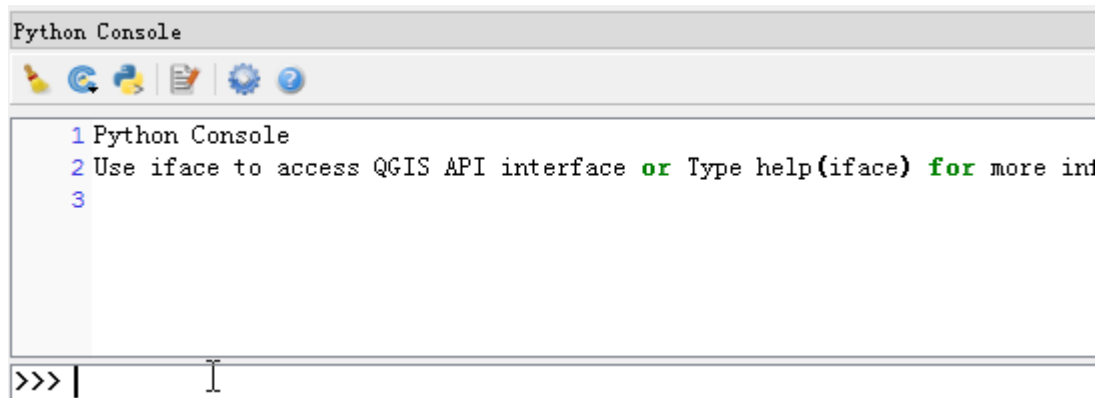 Python Console
1 Python Console
2 Use iface to access QGIS API interface or Type help(iface) for more
3
>>>